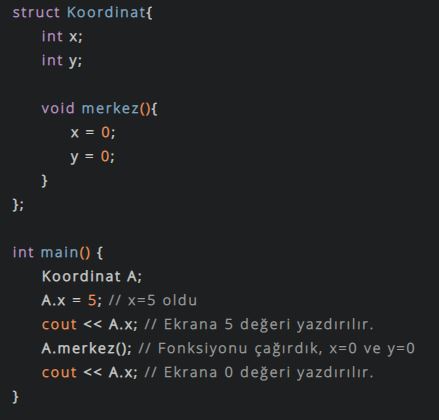 struct Koordinat{
int x;
int y;
void merkez(){
x = 0;
y = 0;
}
};
int main() {
Koordinat A;
A.x = 5; // x=5 oldu
cout << A.x; // Ekrana 5 değeri yazdırılır.
A.merkez(); // Fonksiyonu çağırdık, x=0 ve y=0
cout << A.x; // Ekrana 0 değeri yazdırılır.
}